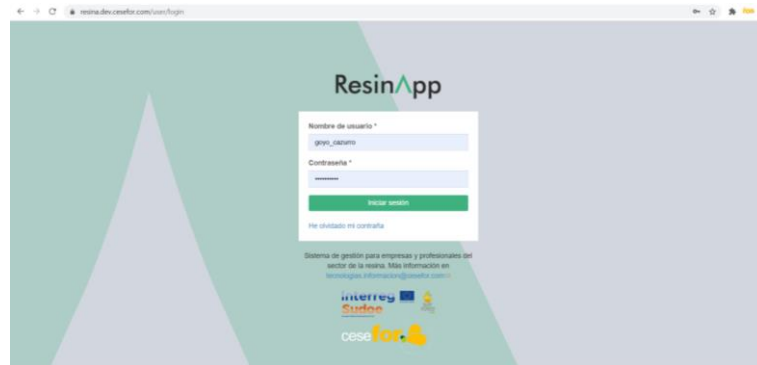 resina.dev.cesefor.com/user/login
ResinApp
Nombre de usuario *
goyo_cazurro
Contraseña *
••••••••••
Iniciar sesión
He olvidado mi contraña
Sistema de gestión para empresas y profesionales del
sector de la resina. Más información en
tecnologias.informacion@cesefor.com
Interreg
Sudoe
cesefor